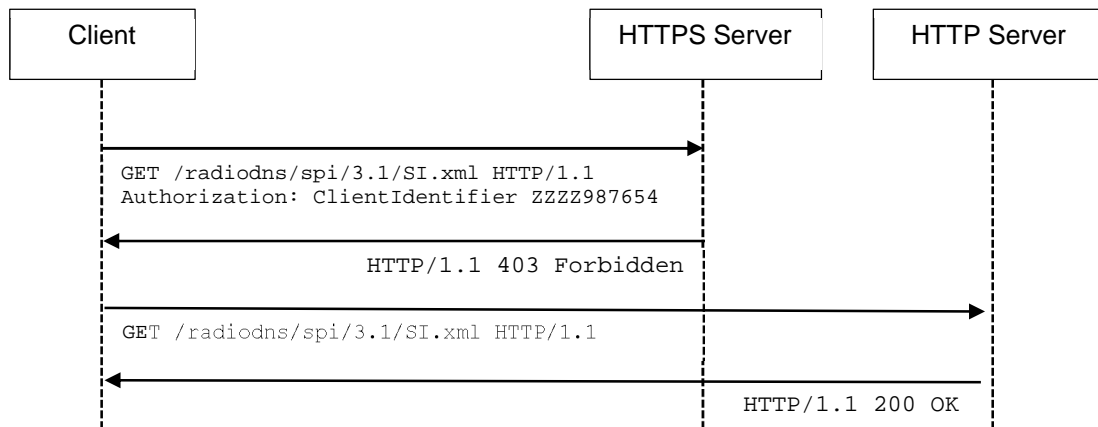 Client
HTTPS Server
HTTP Server
GET /radiodns/spi/3.1/SI.xml HTTP/1.1
Authorization: ClientIdentifier ZZZZ987654
HTTP/1.1 403 Forbidden
GET /radiodns/spi/3.1/SI.xml HTTP/1.1
HTTP/1.1 200 OK